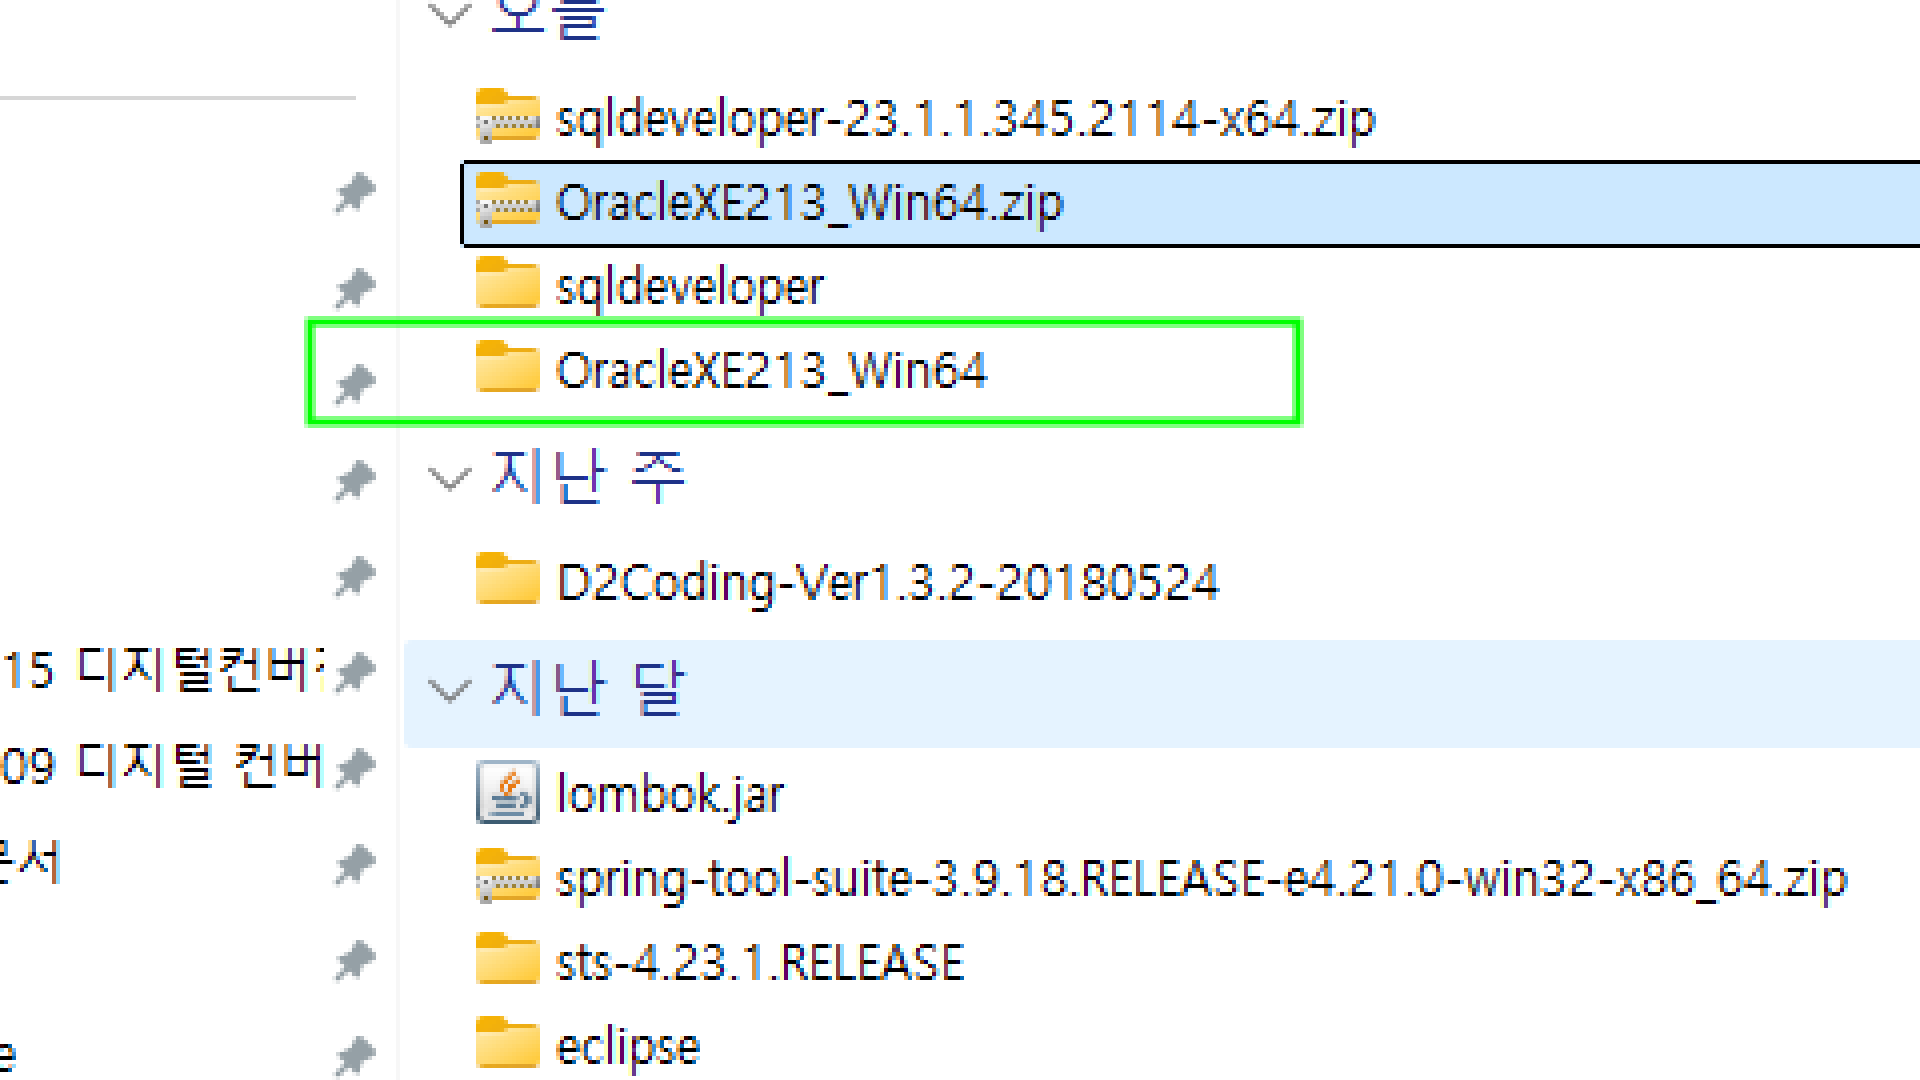 오늘
sqldeveloper-23.1.1.345.2114-x64.zip
OracleXE213_Win64.zip
sqldeveloper
OracleXE213_Win64
지난 주
D2Coding-Ver1.3.2-20180524
15 디지털컨버
지난 달
09 디지털 컨버
lombok.jar
문서
spring-tool-suite-3.9.18.RELEASE-e4.21.0-win32-x86_64.zip
sts-4.23.1.RELEASE
e
eclipse